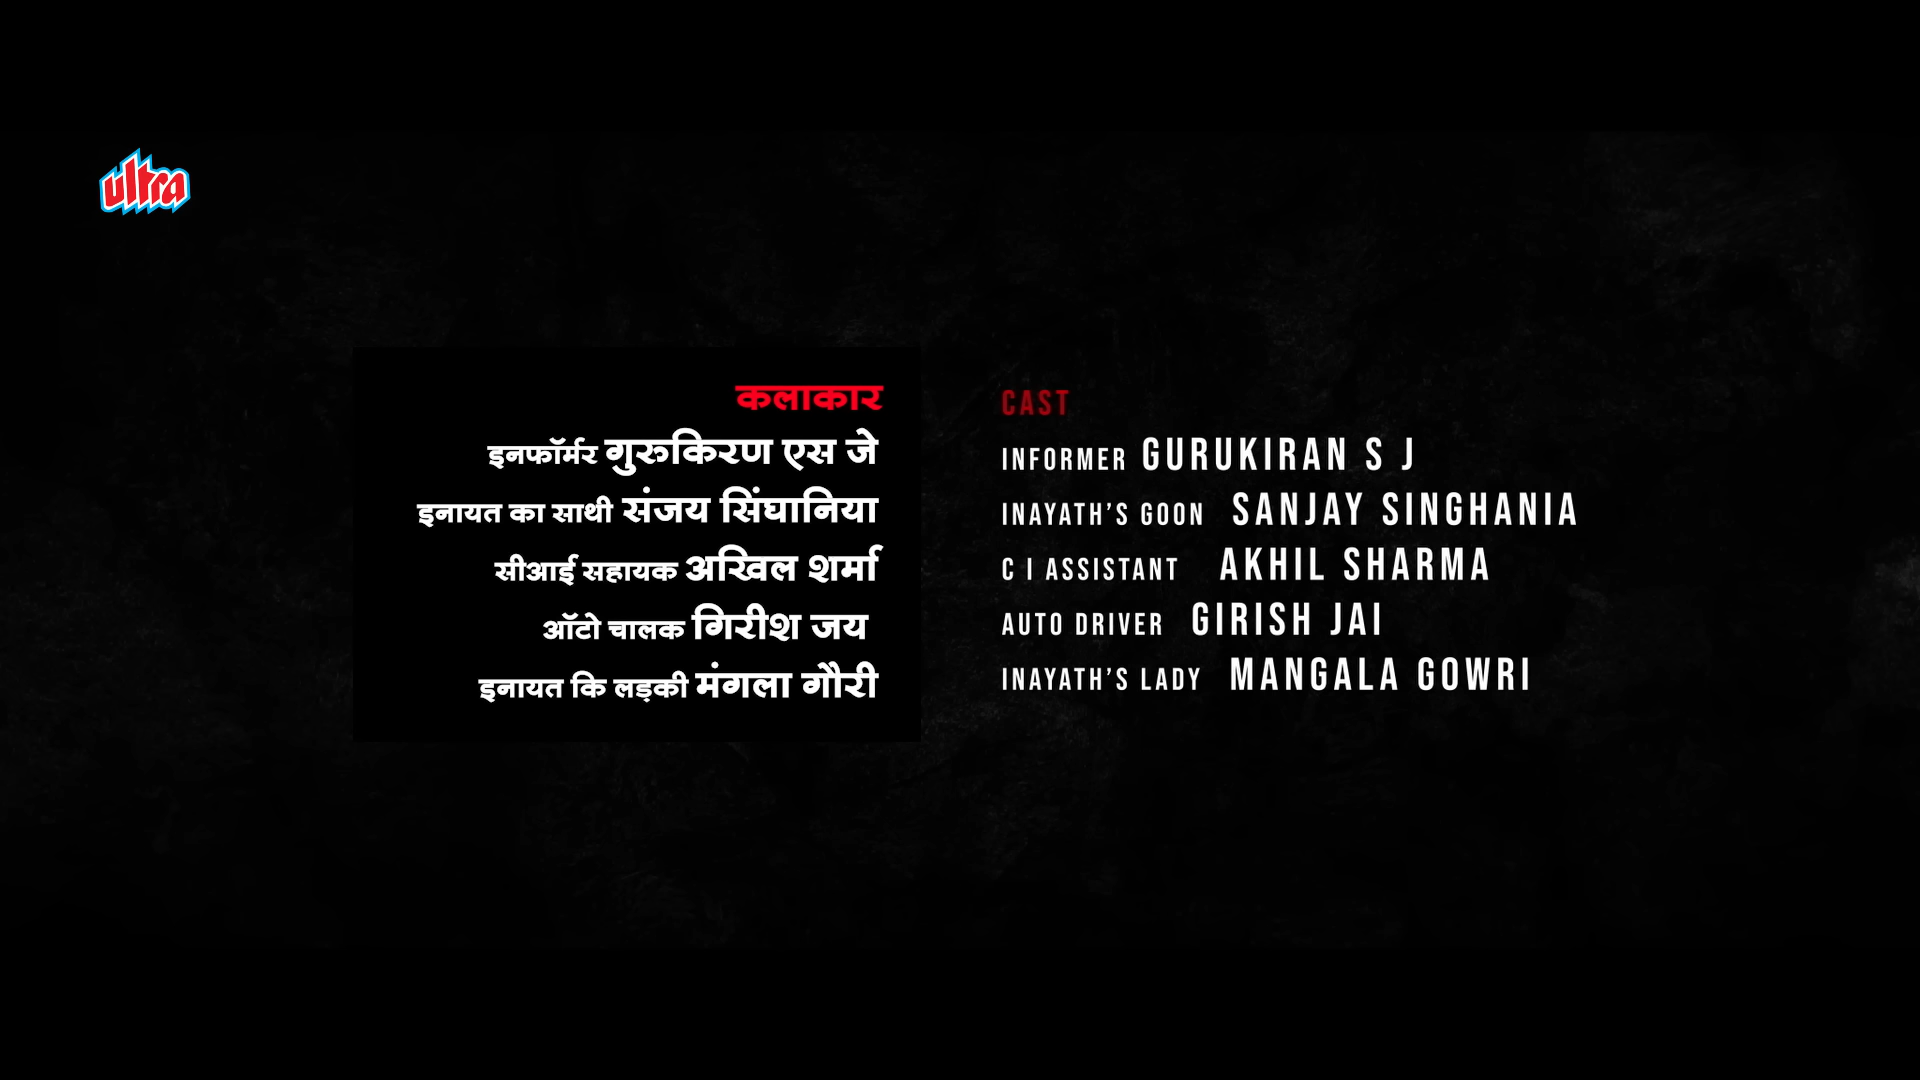 ultra
कलाकार
इनफॉर्मर गुरुकिरण एस जे
इनायत का साथी संजय सिंघानिया
सीआई सहायक अखिल शर्मा
ऑटो चालक गिरीश जय
इनायत कि लड़की मंगला गौरी
CAST
INFORMER GURUKIRAN S J
INAYATH'S GOON SANJAY SINGHANIA
C I ASSISTANT AKHIL SHARMA
AUTO DRIVER GIRISH JAI
INAYATH'S LADY MANGALA GOWRI